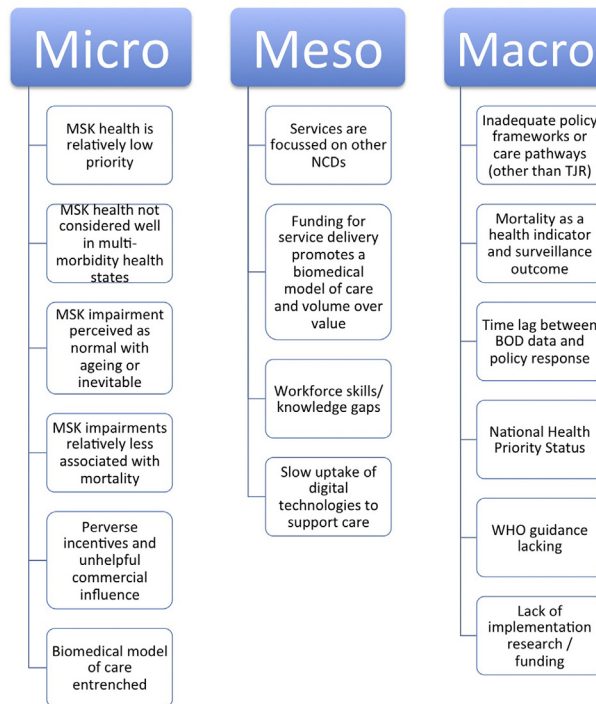 Micro
MSK health is
relatively low
priority
MSK health not
considered well
in multi-
morbidity health
states
MSK impairment
perceived as
normal with
ageing or
inevitable
MSK impairments
relatively less
associated with
mortality
Perverse
incentives and
unhelpful
commercial
influence
Biomedical model
of care
entrenched
Meso
Services are
focussed on other
NCDs
Funding for
service delivery
promotes a
biomedical
model of care
and volume over
value
Workforce skills/
knowledge gaps
Slow uptake of
digital
technologies to
support care
Macro
Inadequate policy
frameworks or
care pathways
(other than TJR)
Mortality as a
health indicator
and surveillance
outcome
Time lag between
BOD data and
policy response
National Health
Priority Status
WHO guidance
lacking
Lack of
implementation
research /
funding